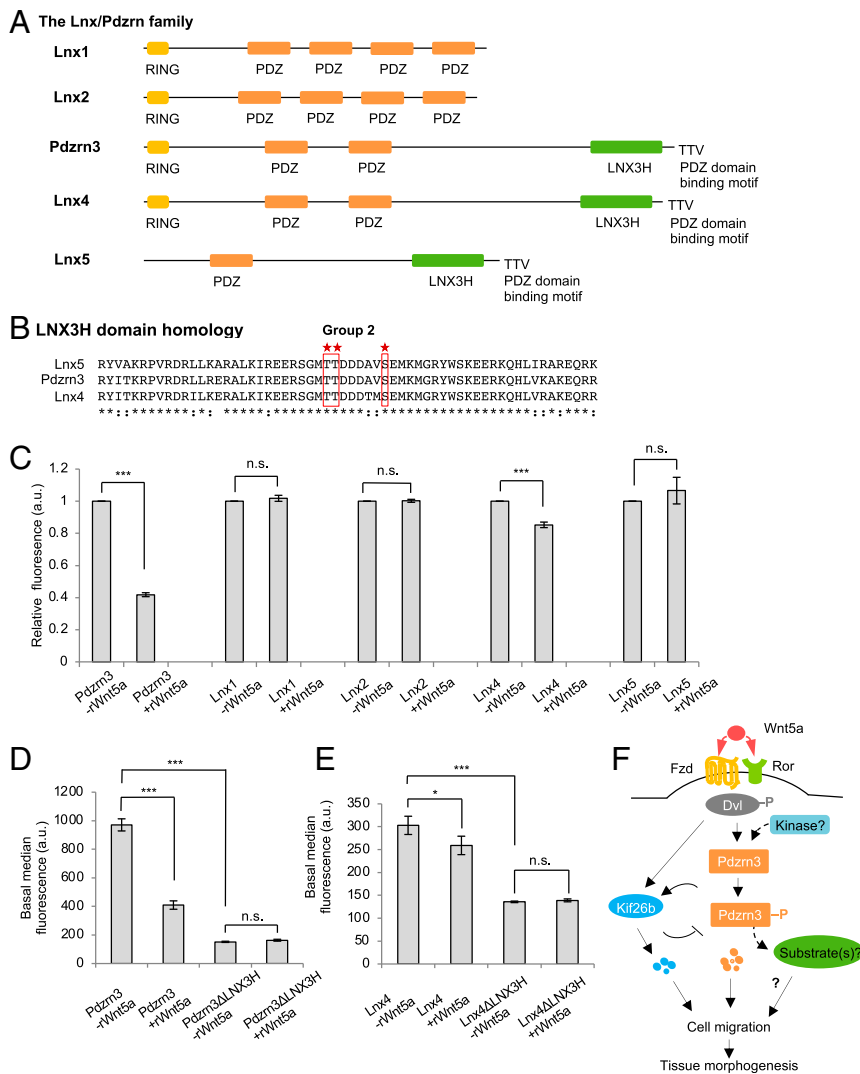 A The Lnx/Pdzrn family
Lnx1
RING PDZ PDZ PDZ PDZ
Lnx2
RING PDZ PDZ PDZ PDZ
Pdzrn3 TTV
RING PDZ PDZ LNX3H PDZ domain
binding motif
Lnx4 TTV
RING PDZ PDZ LNX3H PDZ domain
binding motif
Lnx5 TTV
PDZ LNX3H PDZ domain
binding motif
B LNX3H domain homology Group 2
★★ ★
Lnx5 RYVAKRPVRDRLLKARALKIREERSGMTTDDDAVSEMKMGRYWSKEERKQHLIRAREQRK
Pdzrn3 RYITKRPVRDRLLRERALKIREERSGMTTDDDAVSEMKMGRYWSKEERKQHLVKAKEQRR
Lnx4 RYITKRPVRDRILKERALKIREERSGMTTDDDTMSEMKMGRYWSKEERKQHLVRAREQRR
C
Relative fluoresence (a.u.)
1.2
1
0.8
0.6
0.4
0.2
0
*** n.s. n.s. *** n.s.
Pdzrn3 -rWnt5a
Pdzrn3 +rWnt5a
Lnx1 -rWnt5a
Lnx1 +rWnt5a
Lnx2 -rWnt5a
Lnx2 +rWnt5a
Lnx4 -rWnt5a
Lnx4 +rWnt5a
Lnx5 -rWnt5a
Lnx5 +rWnt5a
D
Basal median
fluorescence (a.u.)
1200
1000
800
600
400
200
0
***
***
n.s.
Pdzrn3 -rWnt5a
Pdzrn3 +rWnt5a
Pdzrn3ΔLNX3H -rWnt5a
Pdzrn3ΔLNX3H +rWnt5a
E
Basal median
fluorescence (a.u.)
350
300
250
200
150
100
50
0
***
*
n.s.
Lnx4 -rWnt5a
Lnx4 +rWnt5a
Lnx4ΔLNX3H -rWnt5a
Lnx4ΔLNX3H +rWnt5a
F
Wnt5a
Fzd Ror
Dvl -P
Kinase?
Pdzrn3
Kif26b
Pdzrn3 -P
Substrate(s)?
?
Cell migration
Tissue morphogenesis